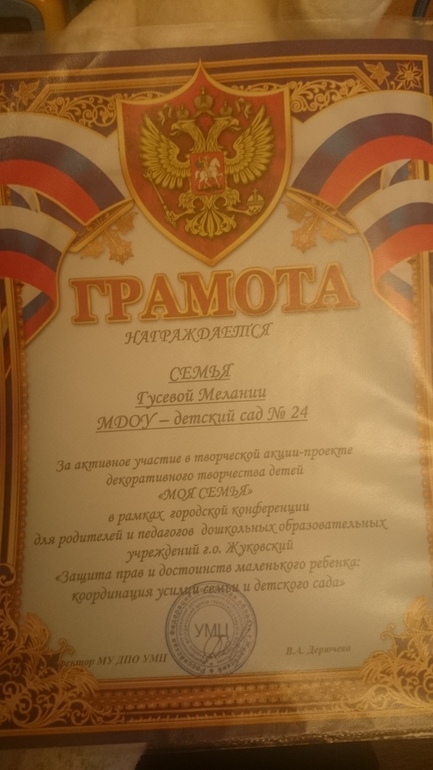 ГРАМОТА
НАГРАЖДАЕТСЯ
СЕМЬЯ
Гусевой Мелании
МДОУ – детский сад № 24
За активное участие в творческой акции-проекте
декоративного творчества детей
«МОЯ СЕМЬЯ»
в рамках городской конференции
для родителей и педагогов дошкольных образовательных
учреждений г.о. Жуковский
«Защита прав и достоинств маленького ребенка:
координация усилий семьи и детского сада»
УМЦ
МУ ДПО УМЦ
В.А.